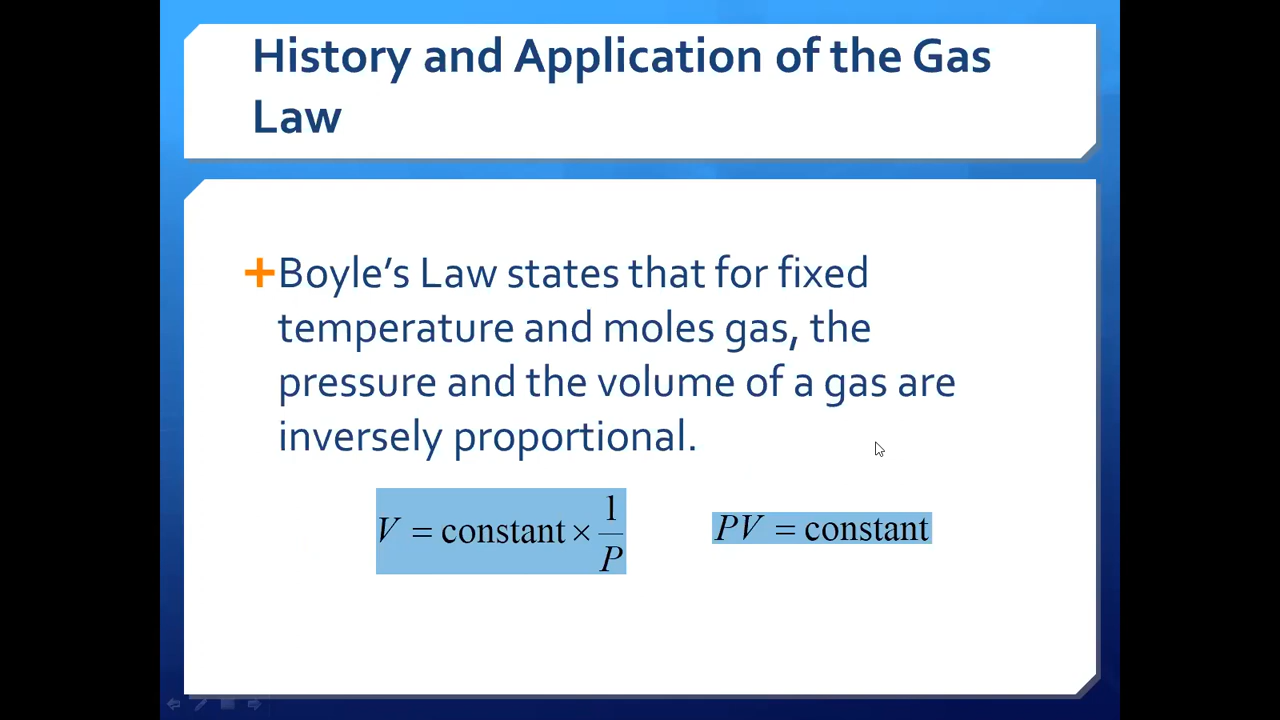 History and Application of the Gas
Law
Boyle’s Law states that for fixed
temperature and moles gas, the
pressure and the volume of a gas are
inversely proportional.
V = constant × 1/P
PV = constant